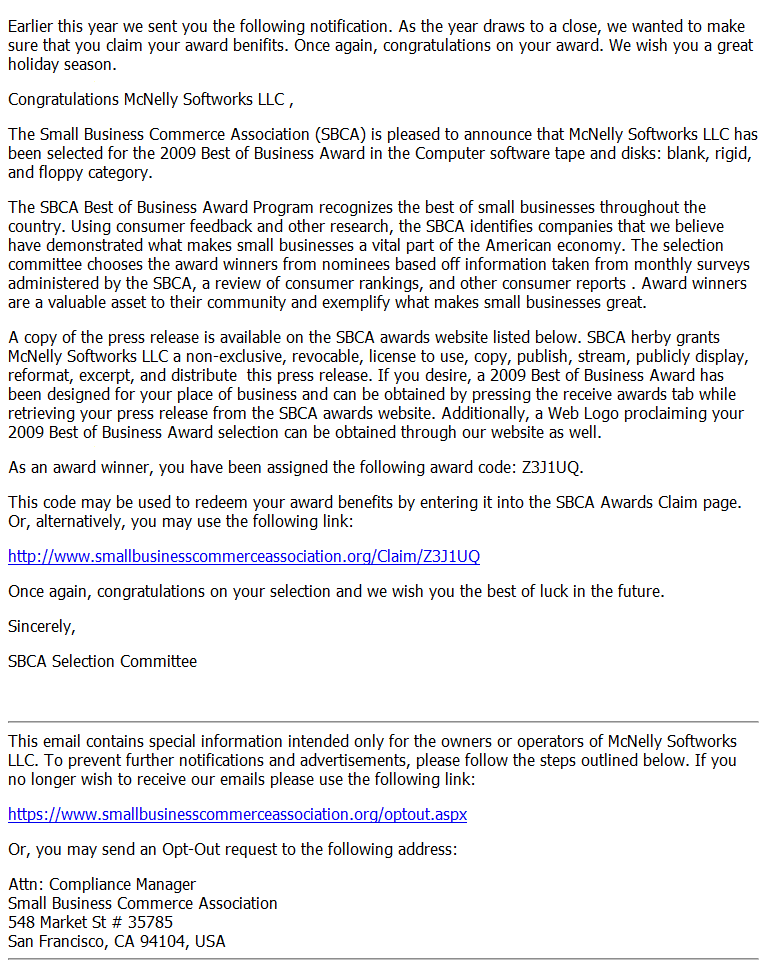 Earlier this year we sent you the following notification. As the year draws to a close, we wanted to make
sure that you claim your award benifits. Once again, congratulations on your award. We wish you a great
holiday season.
Congratulations McNelly Softworks LLC ,
The Small Business Commerce Association (SBCA) is pleased to announce that McNelly Softworks LLC has
been selected for the 2009 Best of Business Award in the Computer software tape and disks: blank, rigid,
and floppy category.
The SBCA Best of Business Award Program recognizes the best of small businesses throughout the
country. Using consumer feedback and other research, the SBCA identifies companies that we believe
have demonstrated what makes small businesses a vital part of the American economy. The selection
committee chooses the award winners from nominees based off information taken from monthly surveys
administered by the SBCA, a review of consumer rankings, and other consumer reports . Award winners
are a valuable asset to their community and exemplify what makes small businesses great.
A copy of the press release is available on the SBCA awards website listed below. SBCA herby grants
McNelly Softworks LLC a non-exclusive, revocable, license to use, copy, publish, stream, publicly display,
reformat, excerpt, and distribute  this press release. If you desire, a 2009 Best of Business Award has
been designed for your place of business and can be obtained by pressing the receive awards tab while
retrieving your press release from the SBCA awards website. Additionally, a Web Logo proclaiming your
2009 Best of Business Award selection can be obtained through our website as well.
As an award winner, you have been assigned the following award code: Z3J1UQ.
This code may be used to redeem your award benefits by entering it into the SBCA Awards Claim page.
Or, alternatively, you may use the following link:
http://www.smallbusinesscommerceassociation.org/Claim/Z3J1UQ
Once again, congratulations on your selection and we wish you the best of luck in the future.
Sincerely,
SBCA Selection Committee
This email contains special information intended only for the owners or operators of McNelly Softworks
LLC. To prevent further notifications and advertisements, please follow the steps outlined below. If you
no longer wish to receive our emails please use the following link:
https://www.smallbusinesscommerceassociation.org/optout.aspx
Or, you may send an Opt-Out request to the following address:
Attn: Compliance Manager
Small Business Commerce Association
548 Market St # 35785
San Francisco, CA 94104, USA